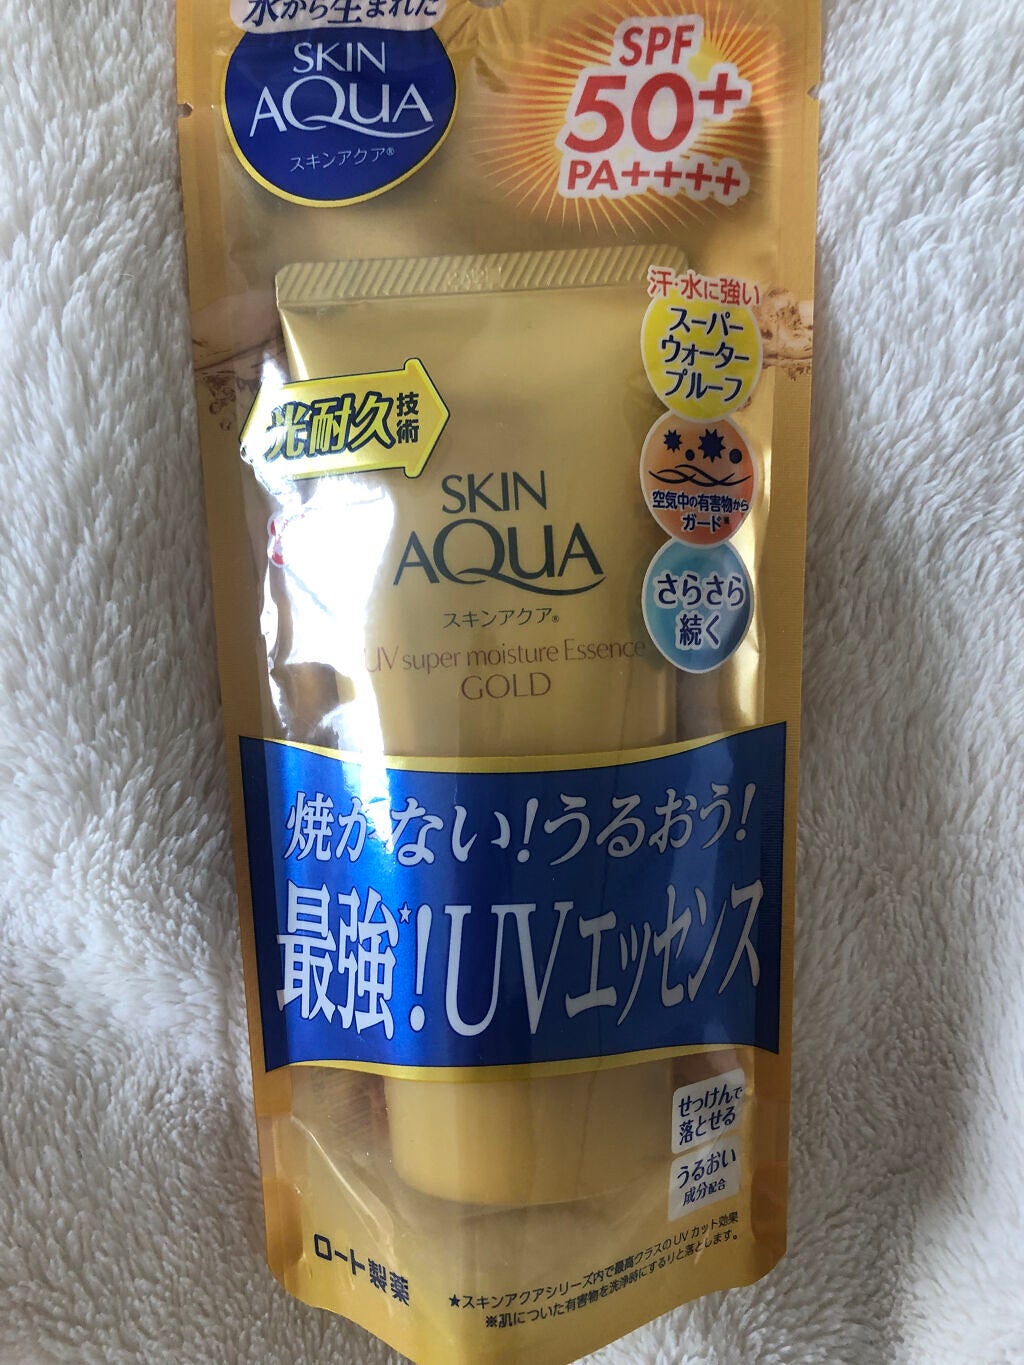 水から生まれた
SKIN
AQUA
スキンアクア®
SPF
50+
PA++++
汗・水に強い
スーパー
ウォーター
プルーフ
光耐久技術
空気中の有害物から
ガード※
SKIN
AQUA
スキンアクア®
さらさら
続く
UV super moisture Essence
GOLD
焼かない!うるおう!
最強★!UVエッセンス
せっけんで
落とせる
うるおい
成分配合
ロート製薬
★スキンアクアシリーズ内で最高クラスのUVカット効果
※肌についた有害物を洗浄時にするりと落とします。